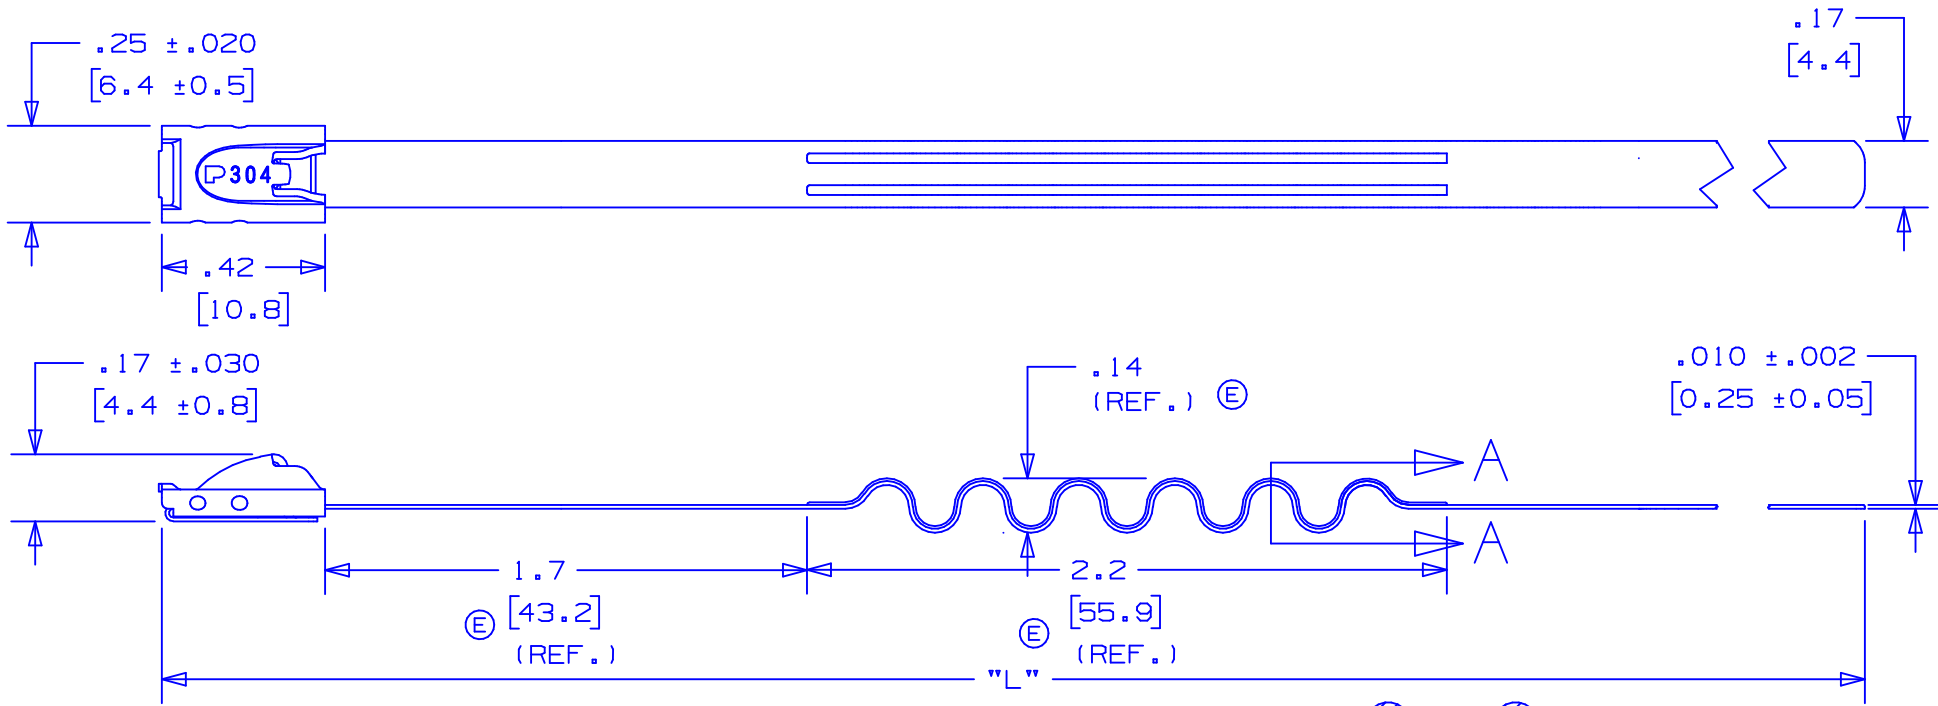 .25 ±.020
[6.4 ±0.5]
.17
[4.4]
P304
.42
[10.8]
.17 ±.030
[4.4 ±0.8]
.14
(REF.) E
.010 ±.002
[0.25 ±0.05]
A
A
1.7
E [43.2]
(REF.)
2.2
[55.9]
E
(REF.)
"L"